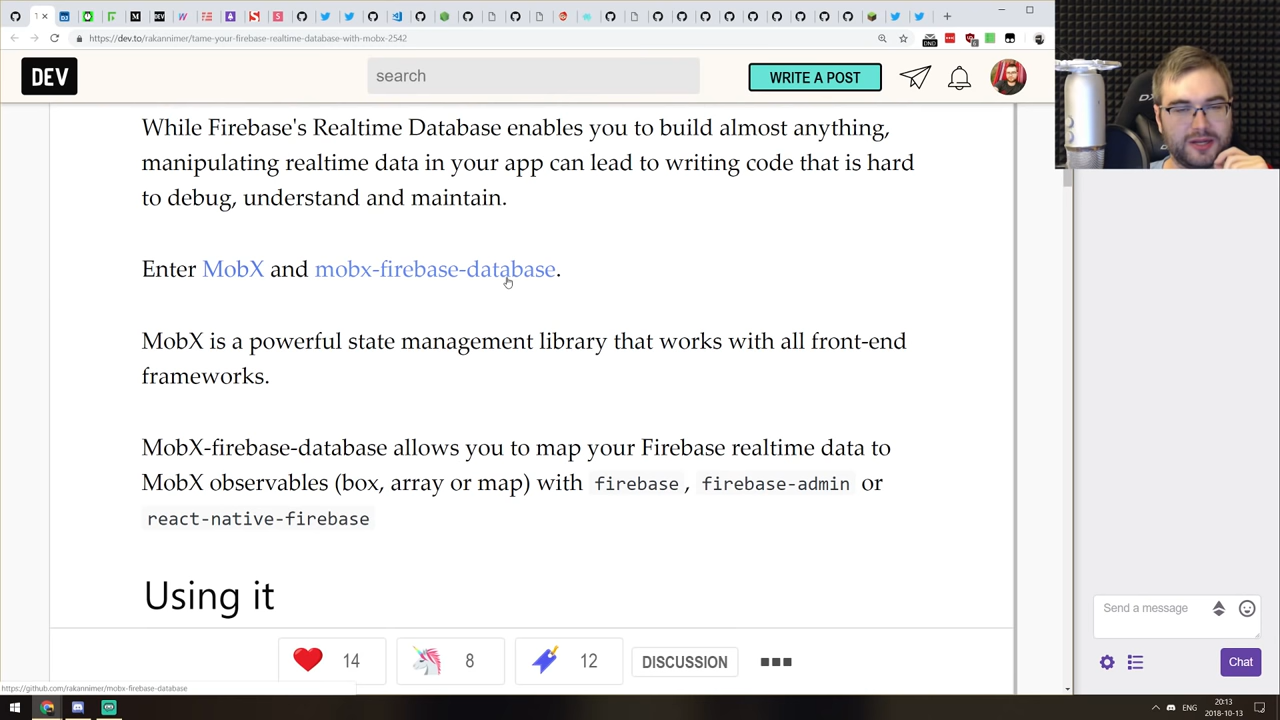 https://dev.to/rakannimer/tame-your-firebase-realtime-database-with-mobx-2542
DEV
search
WRITE A POST
While Firebase's Realtime Database enables you to build almost anything,
manipulating realtime data in your app can lead to writing code that is hard
to debug, understand and maintain.
Enter MobX and mobx-firebase-database.
MobX is a powerful state management library that works with all front-end
frameworks.
MobX-firebase-database allows you to map your Firebase realtime data to
MobX observables (box, array or map) with firebase, firebase-admin or
react-native-firebase
Using it
14
8
12
DISCUSSION
Send a message
Chat
https://github.com/rakannimer/mobx-firebase-database
ENG
20:13
2018-10-13